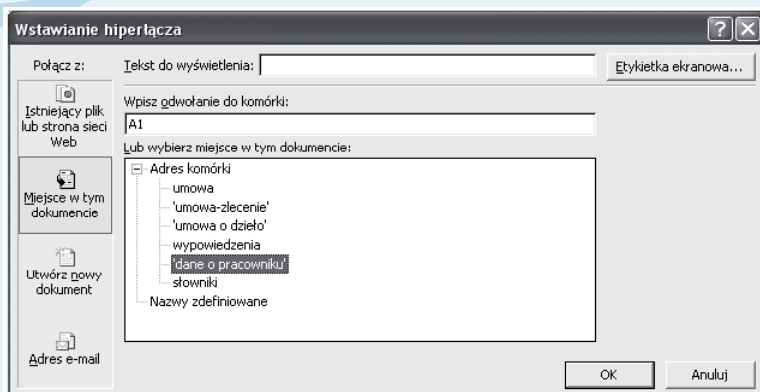 Wstawianie hiperłącza
Połącz z:
Tekst do wyświetlenia:
Etykietka ekranowa...
Istniejący plik
lub strona sieci
Web
Miejsce w tym
dokumencie
Utwórz nowy
dokument
Adres e-mail
Wpisz odwołanie do komórki:
A1
Lub wybierz miejsce w tym dokumencie:
Adres komórki
umowa
'umowa-zlecenie'
'umowa o dzieło'
wypowiedzenia
'dane o pracowniku'
słowniki
Nazwy zdefiniowane
OK
Anuluj